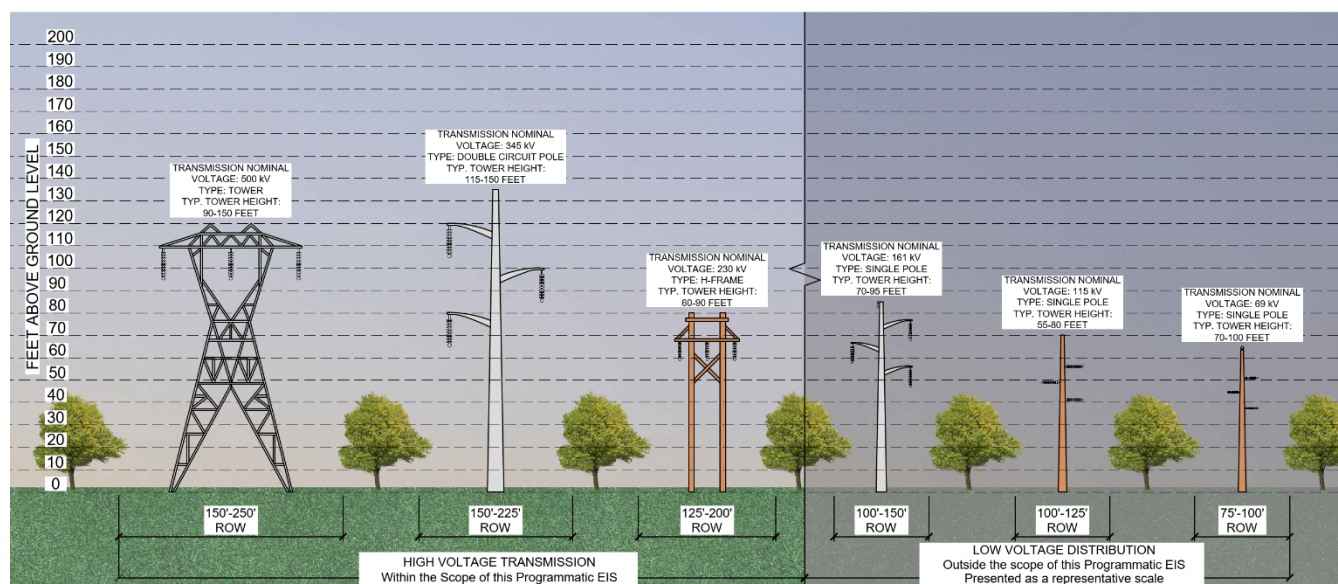 FEET ABOVE GROUND LEVEL
200
190
180
170
160
150
140
130
120
110
100
90
80
70
60
50
40
30
20
10
0
TRANSMISSION NOMINAL
VOLTAGE: 500 kV
TYPE: TOWER
TYP. TOWER HEIGHT:
90-150 FEET
TRANSMISSION NOMINAL
VOLTAGE: 345 kV
TYPE: DOUBLE CIRCUIT POLE
TYP. TOWER HEIGHT:
115-150 FEET
TRANSMISSION NOMINAL
VOLTAGE: 230 kV
TYPE: H-FRAME
TYP. TOWER HEIGHT:
60-90 FEET
TRANSMISSION NOMINAL
VOLTAGE: 161 kV
TYPE: SINGLE POLE
TYP. TOWER HEIGHT:
70-95 FEET
TRANSMISSION NOMINAL
VOLTAGE: 115 kV
TYPE: SINGLE POLE
TYP. TOWER HEIGHT:
55-80 FEET
TRANSMISSION NOMINAL
VOLTAGE: 69 kV
TYPE: SINGLE POLE
TYP. TOWER HEIGHT:
70-100 FEET
150'-250'
ROW
150'-225'
ROW
125'-200'
ROW
100'-150'
ROW
100'-125'
ROW
75'-100'
ROW
HIGH VOLTAGE TRANSMISSION
Within the Scope of this Programmatic EIS
LOW VOLTAGE DISTRIBUTION
Outside the scope of this Programmatic EIS
Presented as a representative scale